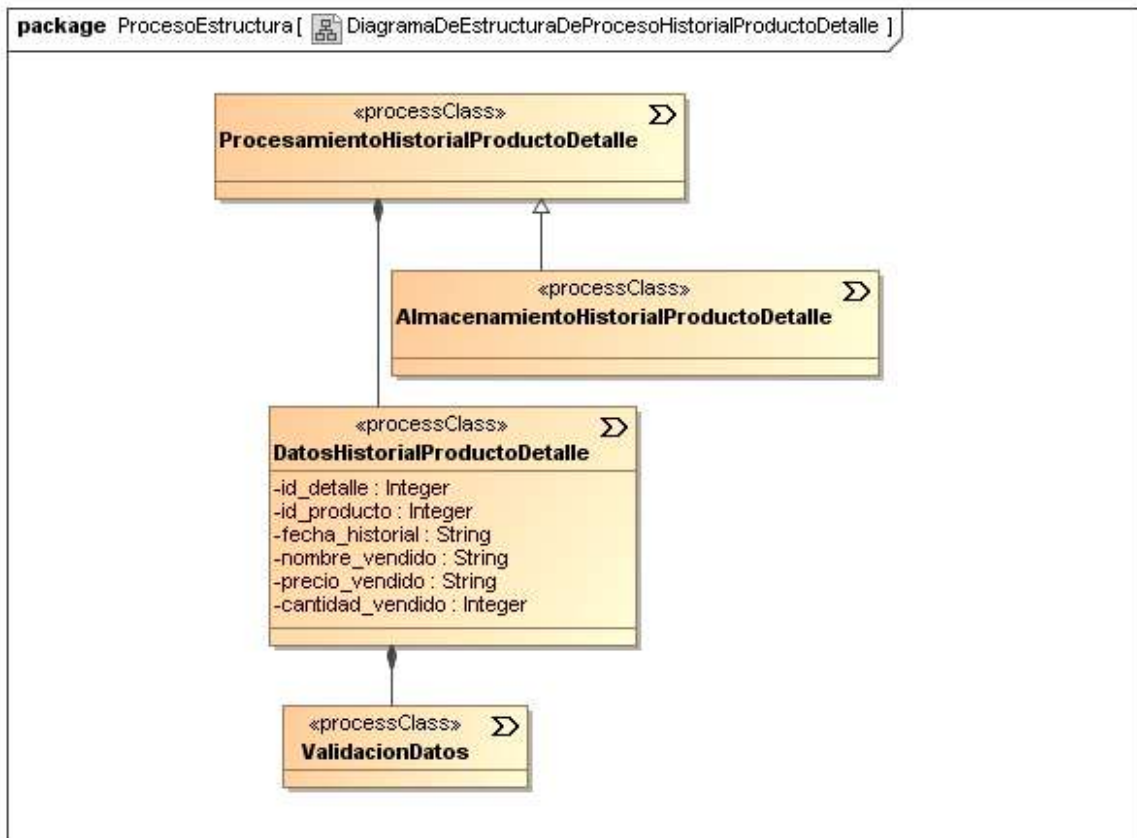 package ProcesoEstructura[ DiagramaDeEstructuraDeProcesoHistorialProductoDetalle ]
«processClass»
ProcesamientoHistorialProductoDetalle
«processClass»
AlmacenamientoHistorialProductoDetalle
«processClass»
DatosHistorialProductoDetalle
-id_detalle : Integer
-id_producto : Integer
-fecha_historial : String
-nombre_vendido : String
-precio_vendido : String
-cantidad_vendido : Integer
«processClass»
ValidacionDatos